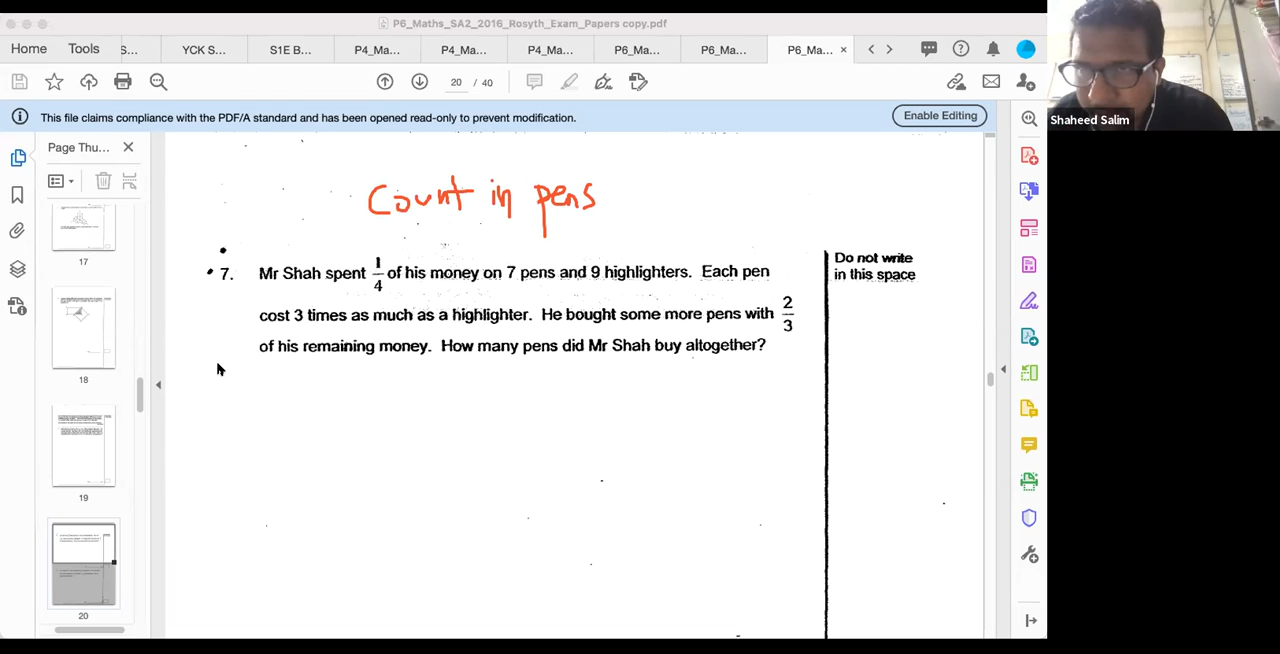 P6_Maths_SA2_2016_Rosyth_Exam_Papers copy.pdf
Home Tools S... YCK S... S1E B... P4_Ma... P4_Ma... P4_Ma... P6_Ma... P6_Ma... P6_Ma... ×
20 / 40
This file claims compliance with the PDF/A standard and has been opened read-only to prevent modification. Enable Editing
Shaheed Salim
Page Thu...
17
18
19
20
Count in pens
7. Mr Shah spent 1/4 of his money on 7 pens and 9 highlighters. Each pen
cost 3 times as much as a highlighter. He bought some more pens with 2/3
of his remaining money. How many pens did Mr Shah buy altogether?
Do not write
in this space